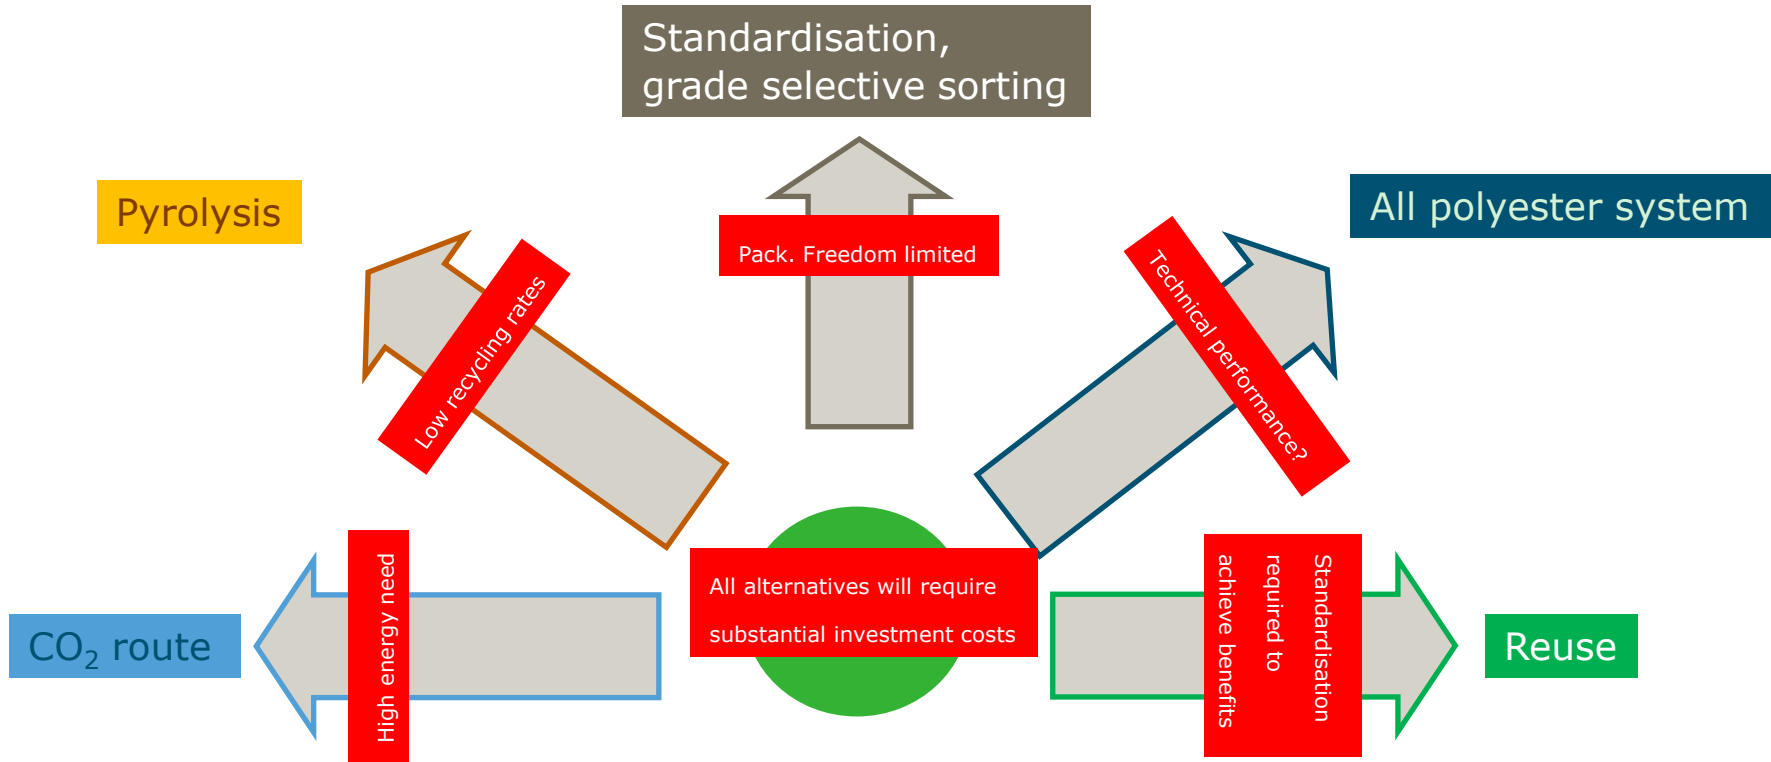 Standardisation,
grade selective sorting
Pyrolysis
All polyester system
Pack. Freedom limited
Low recycling rates
Technical performance?
High energy need
All alternatives will require
substantial investment costs
Standardisation
required to
achieve benefits
CO₂ route
Reuse